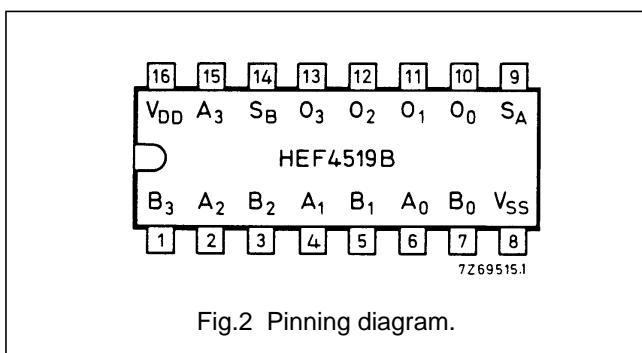 16 15 14 13 12 11 10 9
VDD A3 SB O3 O2 O1 O0 SA
HEF4519B
B3 A2 B2 A1 B1 A0 B0 VSS
1 2 3 4 5 6 7 8
7Z69515.1
Fig.2 Pinning diagram.